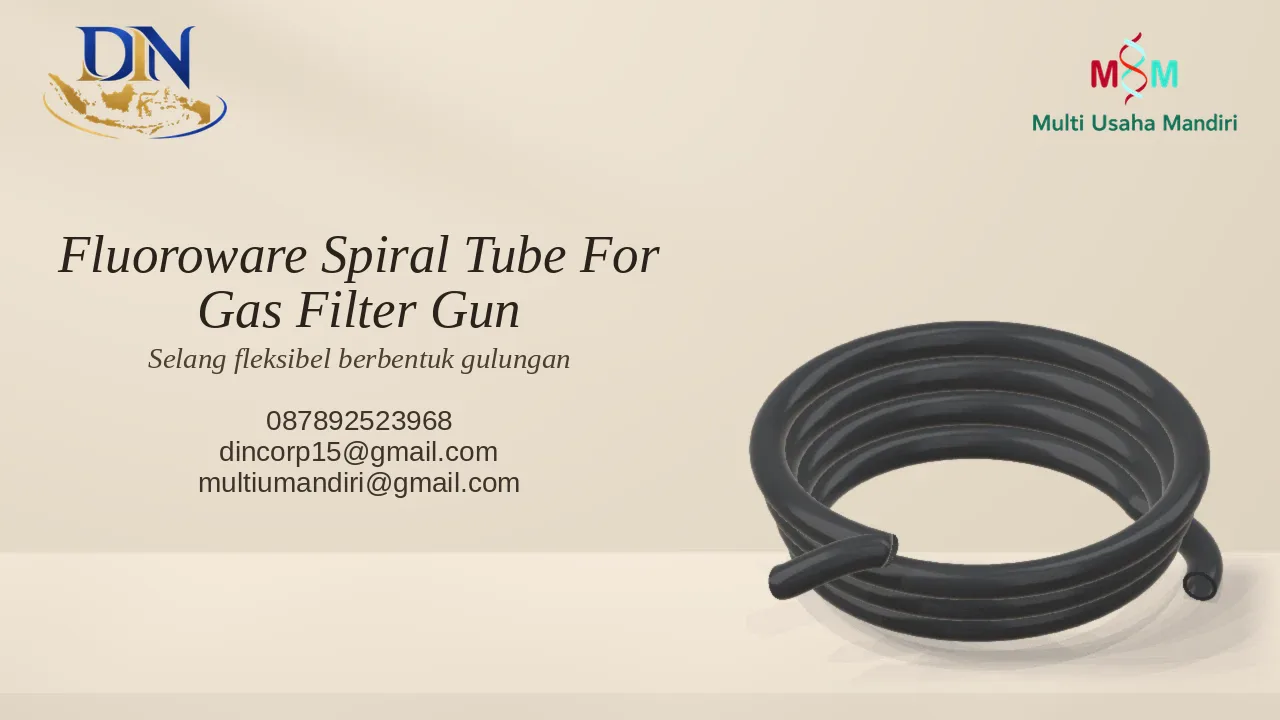 DIN
M M
Multi Usaha Mandiri
Fluoroware Spiral Tube For
Gas Filter Gun
Selang fleksibel berbentuk gulungan
087892523968
dincorp15@gmail.com
multiumandiri@gmail.com